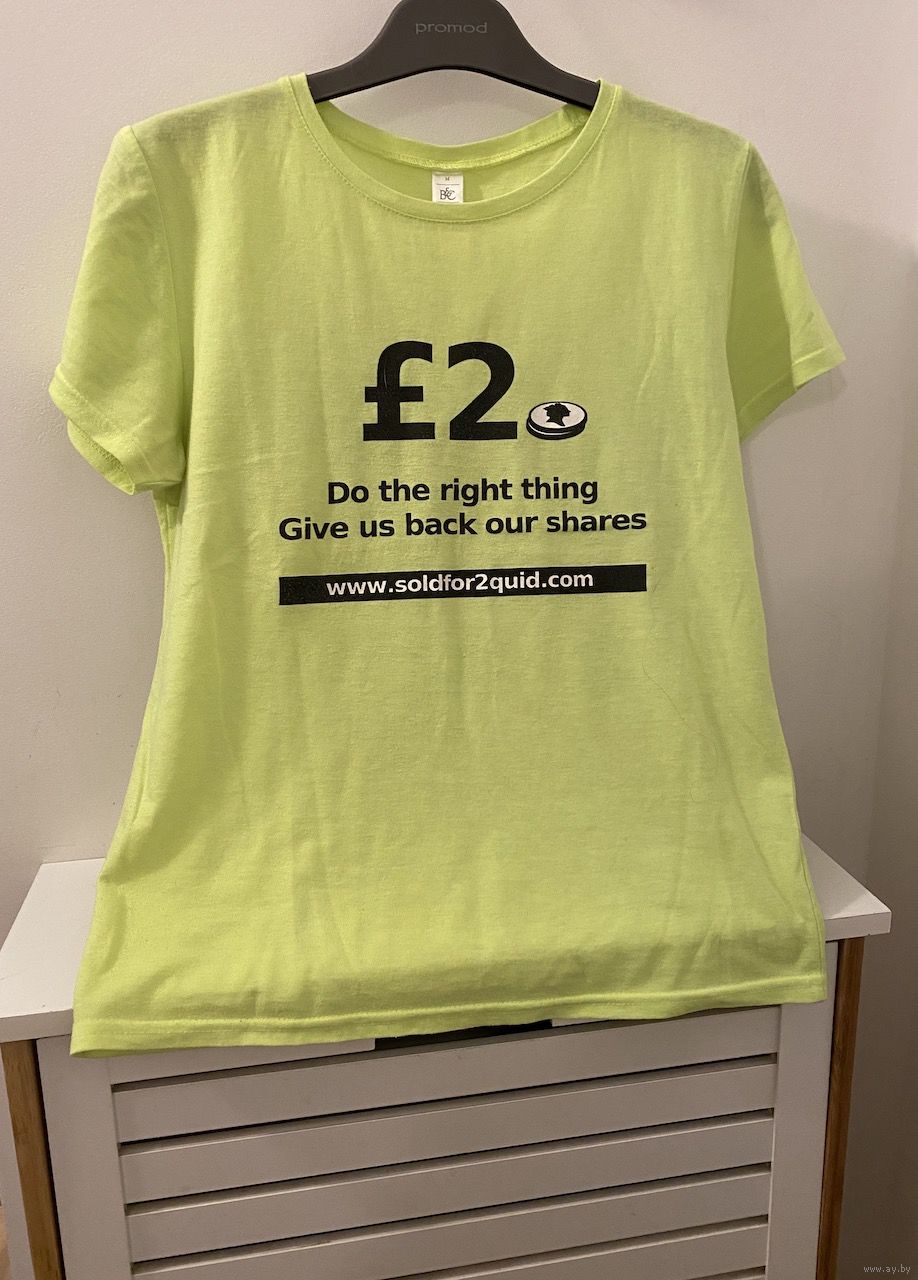 promod
M
B&C
£2
Do the right thing
Give us back our shares
www.soldfor2quid.com
www.ay.by